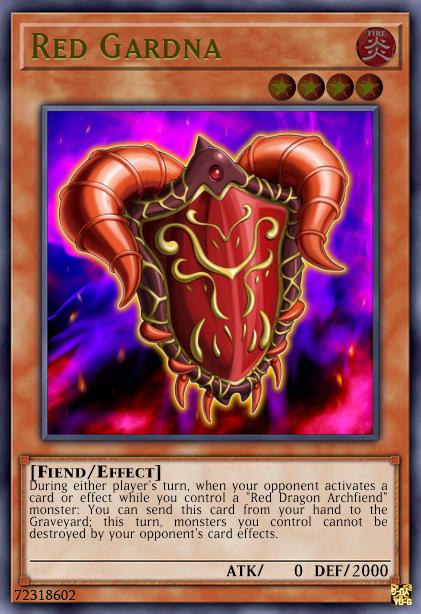 RED GARDNA
FIRE
炎
[FIEND/EFFECT]
During either player's turn, when your opponent activates a
card or effect while you control a "Red Dragon Archfiend"
monster: You can send this card from your hand to the
Graveyard; this turn, monsters you control cannot be
destroyed by your opponent's card effects.
ATK/ 0 DEF/2000
72318602